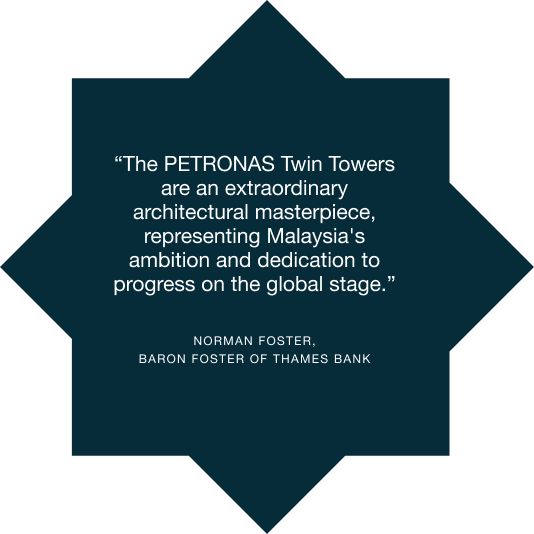 “The PETRONAS Twin Towers
are an extraordinary
architectural masterpiece,
representing Malaysia's
ambition and dedication to
progress on the global stage.”
NORMAN FOSTER,
BARON FOSTER OF THAMES BANK